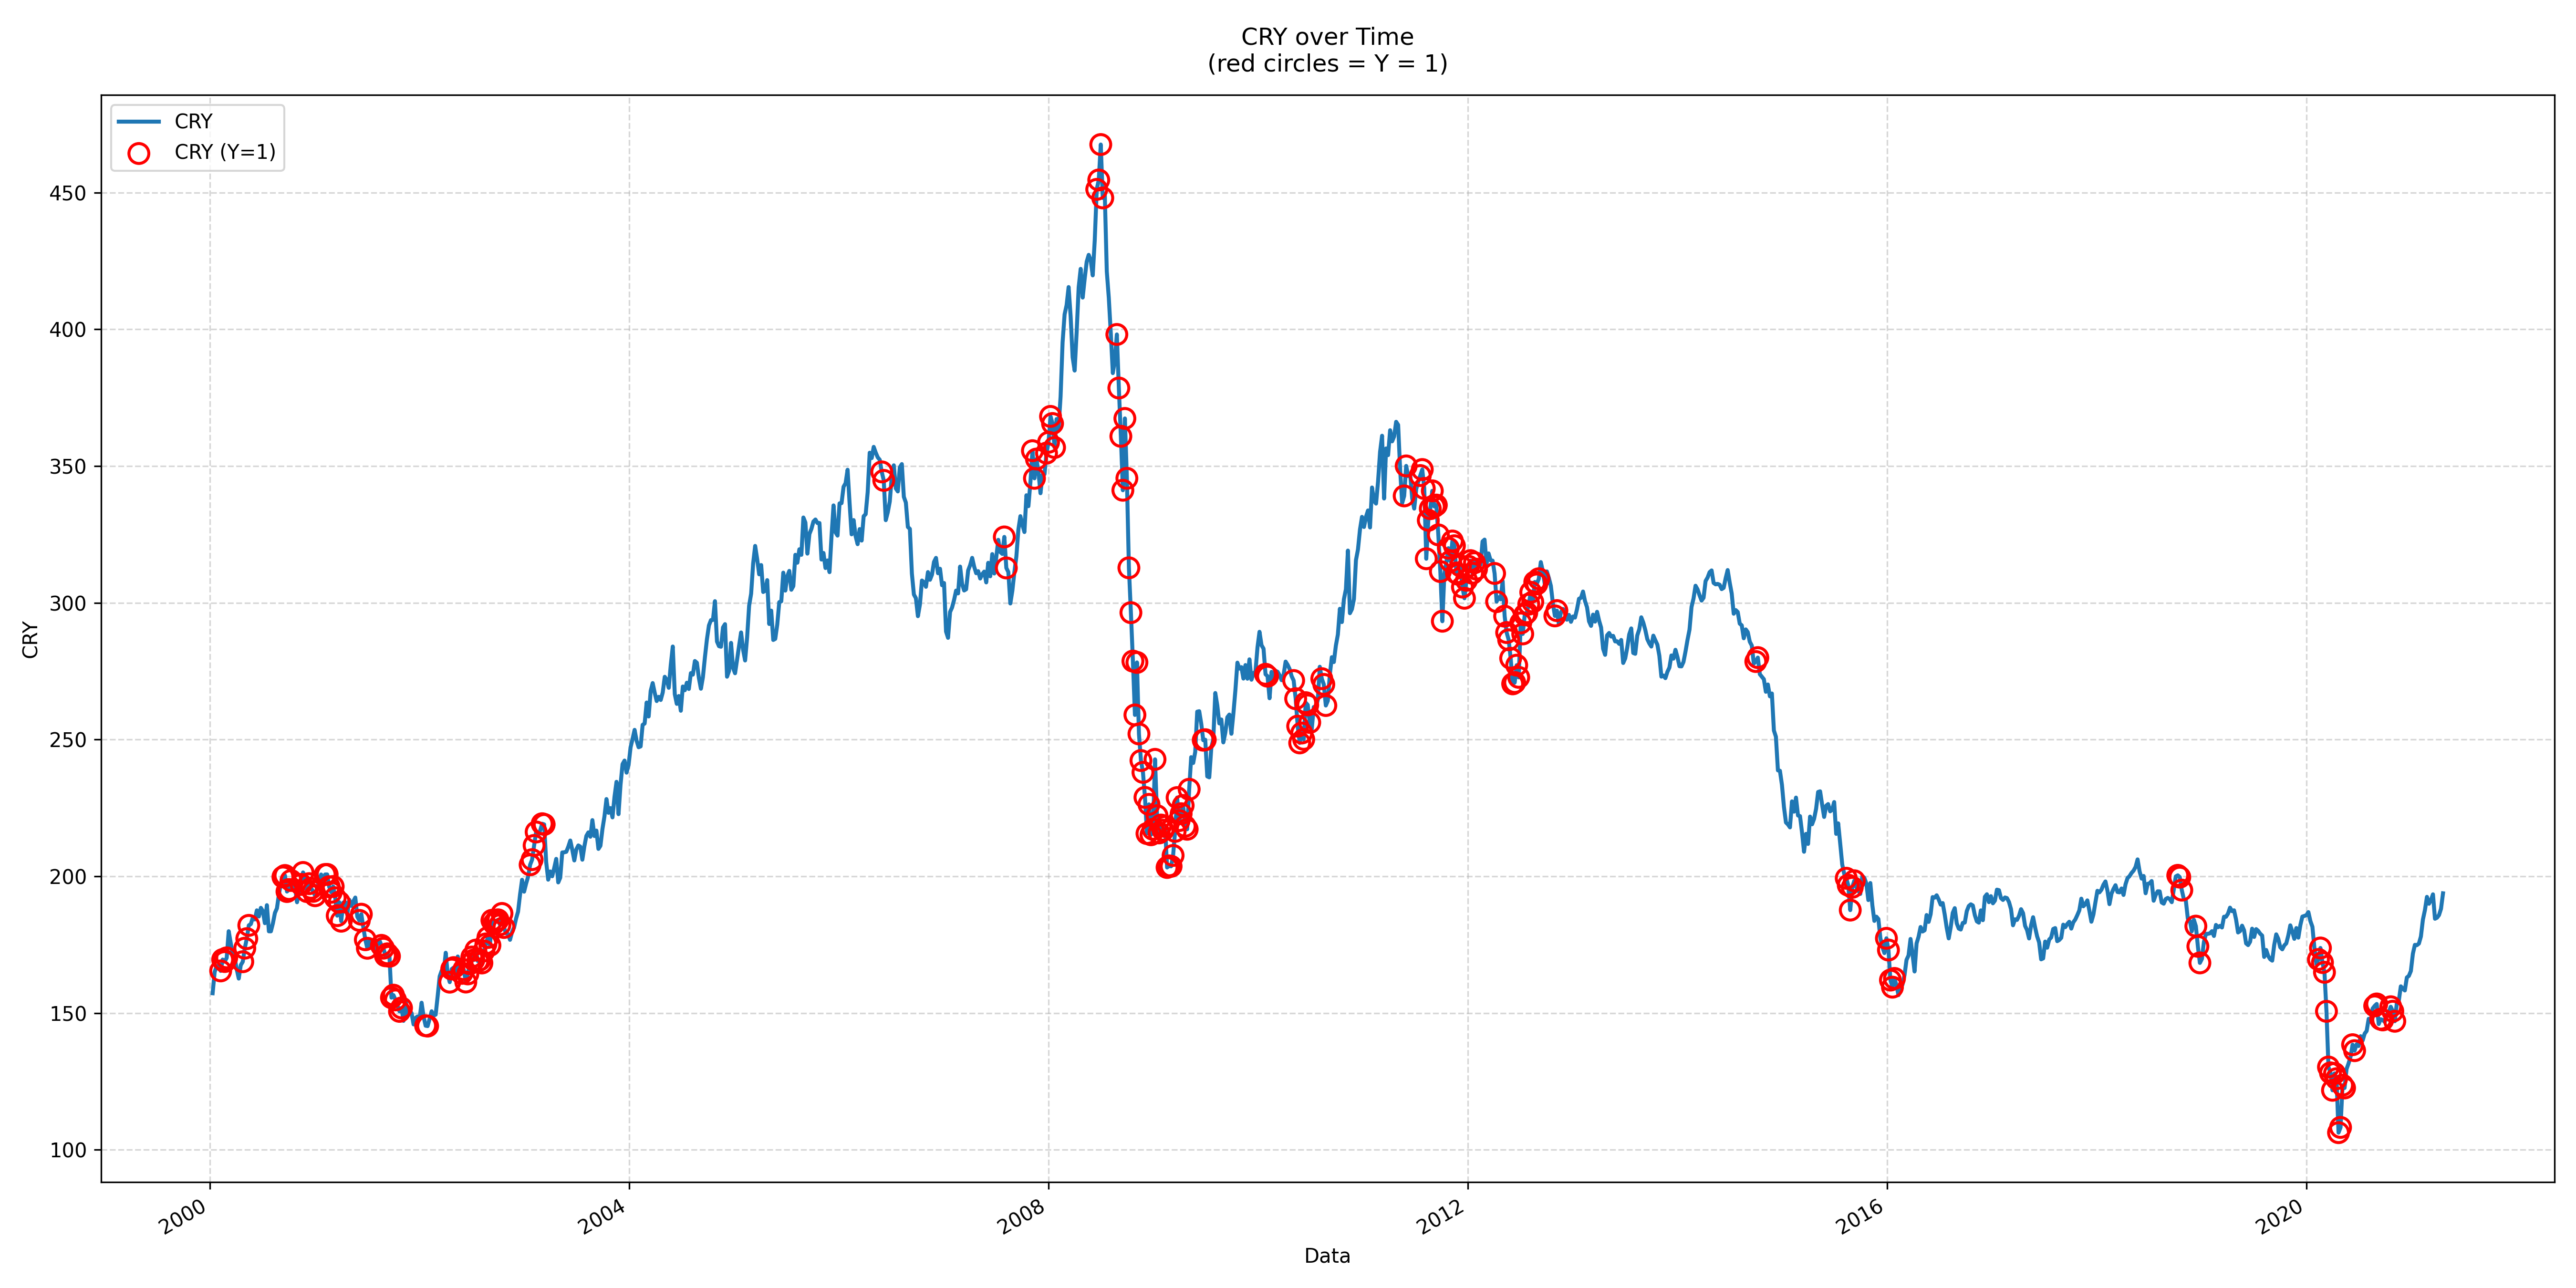 CRY over Time
(red circles = Y = 1)
CRY
CRY (Y=1)
450
400
350
300
250
200
150
100
CRY
2000
2004
2008
2012
2016
2020
Data